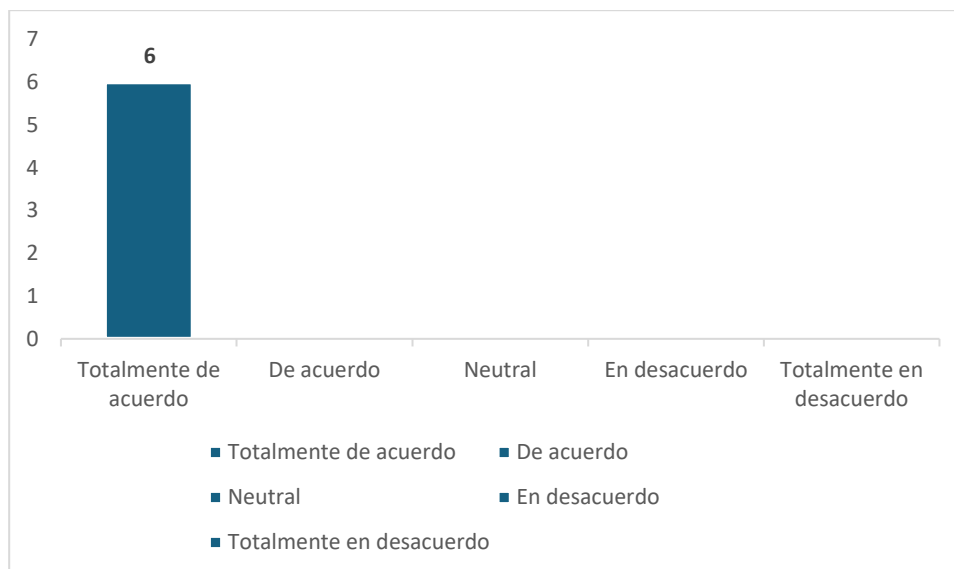 7
6
6
5
4
3
2
1
0
Totalmente de
acuerdo
De acuerdo
Neutral
En desacuerdo
Totalmente en
desacuerdo
Totalmente de acuerdo
De acuerdo
Neutral
En desacuerdo
Totalmente en desacuerdo